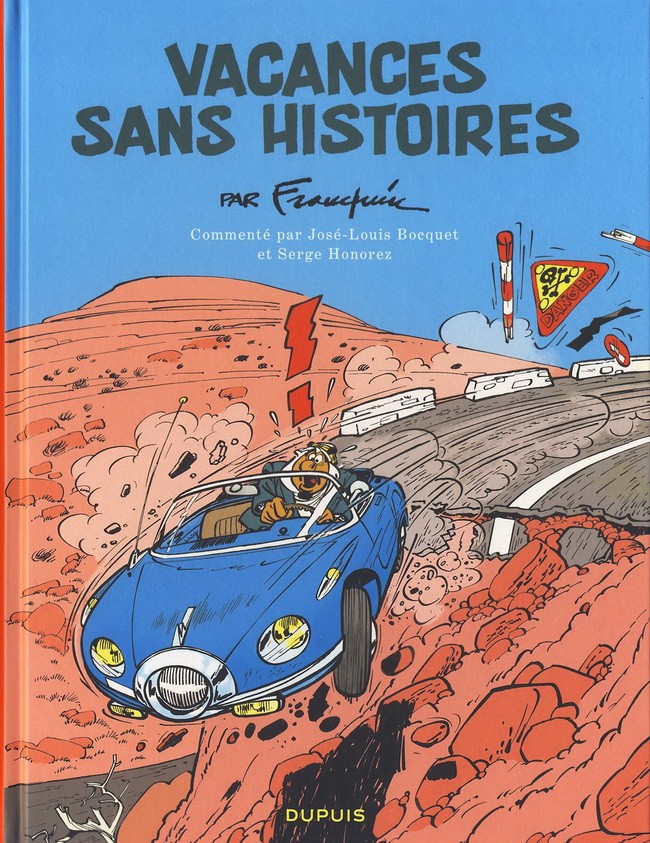 VACANCES
SANS HISTOIRES
PAR Franquin
Commenté par José-Louis Bocquet
et Serge Honorez
DANGER
!
DUPUIS